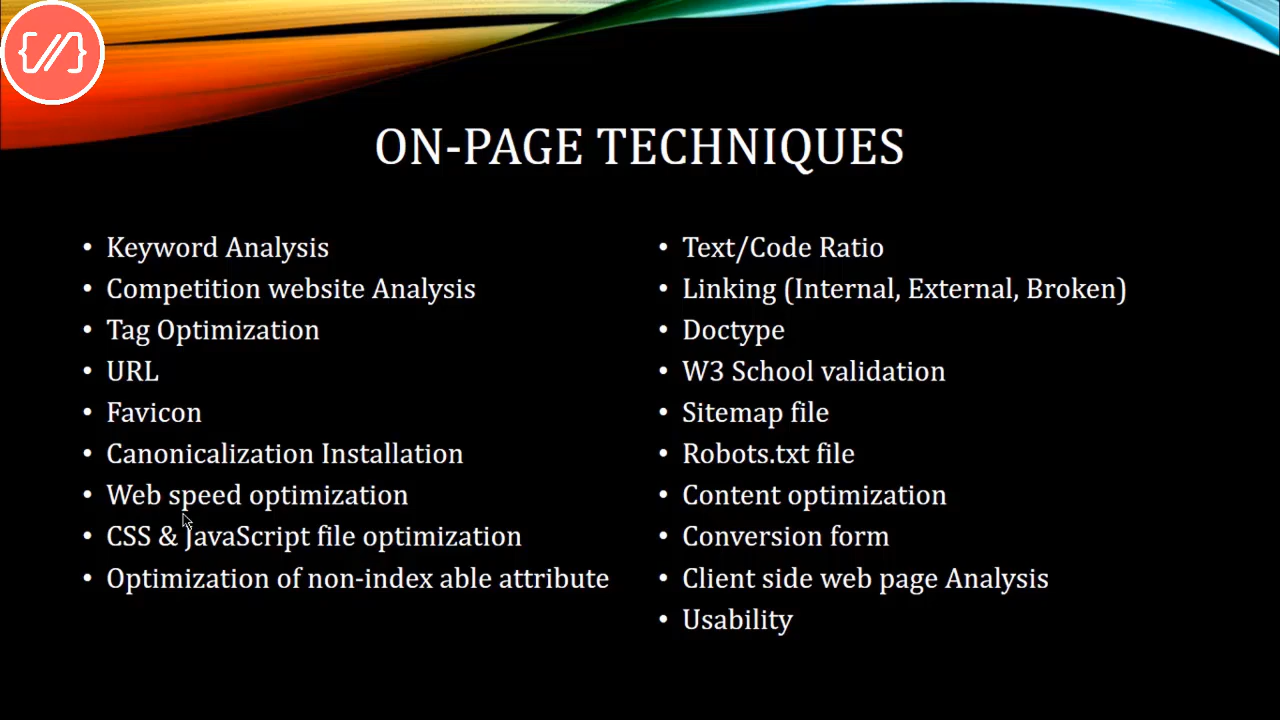 {//}
ON-PAGE TECHNIQUES
• Keyword Analysis
• Competition website Analysis
• Tag Optimization
• URL
• Favicon
• Canonicalization Installation
• Web speed optimization
• CSS & JavaScript file optimization
• Optimization of non-index able attribute
• Text/Code Ratio
• Linking (Internal, External, Broken)
• Doctype
• W3 School validation
• Sitemap file
• Robots.txt file
• Content optimization
• Conversion form
• Client side web page Analysis
• Usability